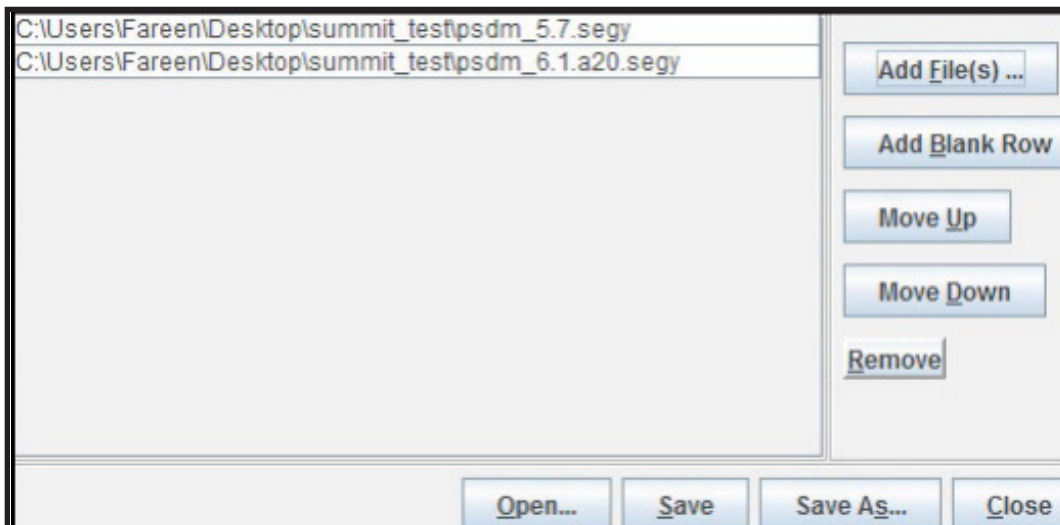 C:\Users\Fareen\Desktop\summit_test\psdm_5.7.segy
C:\Users\Fareen\Desktop\summit_test\psdm_6.1.a20.segy
Add File(s) ...
Add Blank Row
Move Up
Move Down
Remove
Open...
Save
Save As...
Close